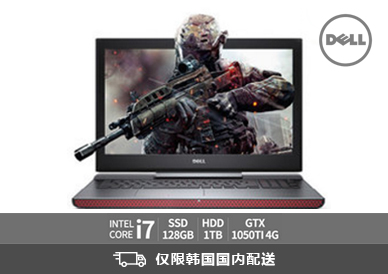 DELL
DELL
INTEL CORE i7
SSD 128GB
HDD 1TB
GTX 1050TI 4G
仅限韩国国内配送